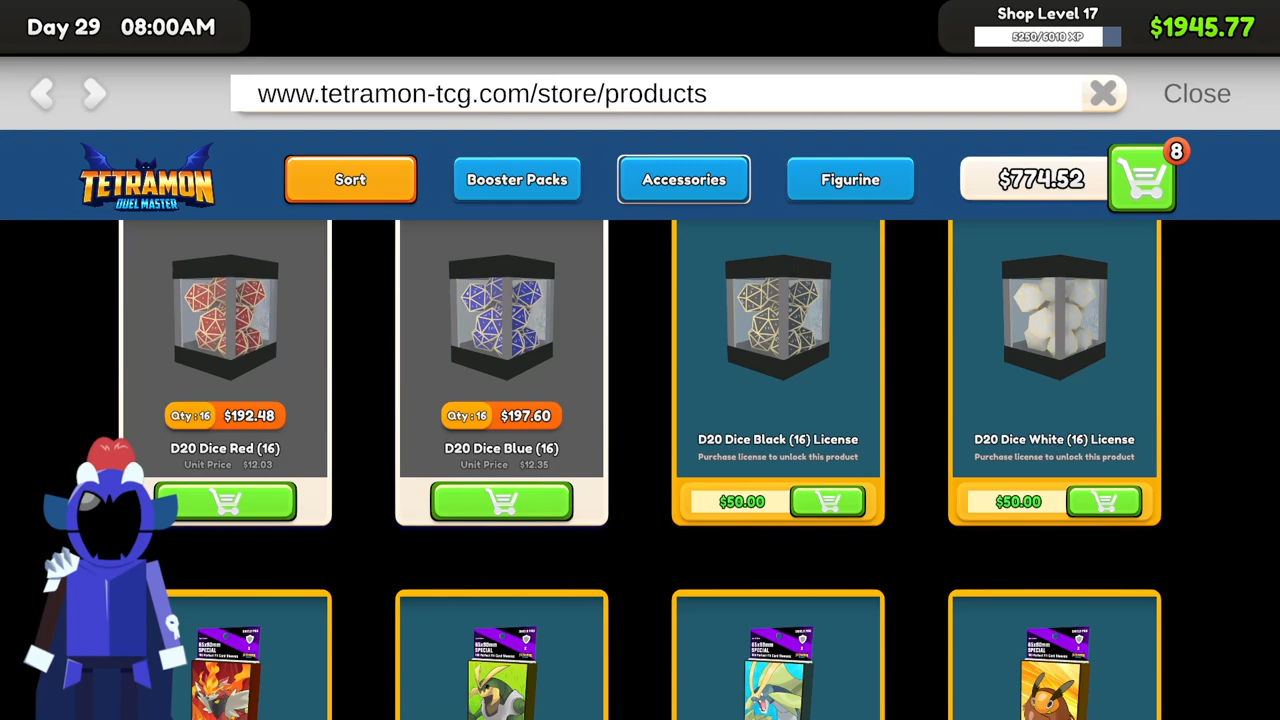 Day 29 08:00AM
Shop Level 17
5250/6010 XP
$1945.77
www.tetramon-tcg.com/store/products
Close
TETRAMON
DUEL MASTER
Sort
Booster Packs
Accessories
Figurine
$774.52
8
Qty : 16 $192.48
D20 Dice Red (16)
Unit Price $12.03
Qty : 16 $197.60
D20 Dice Blue (16)
Unit Price $12.35
D20 Dice Black (16) License
Purchase license to unlock this product
$50.00
D20 Dice White (16) License
Purchase license to unlock this product
$50.00
SPECIAL
SPECIAL
SPECIAL
SPECIAL